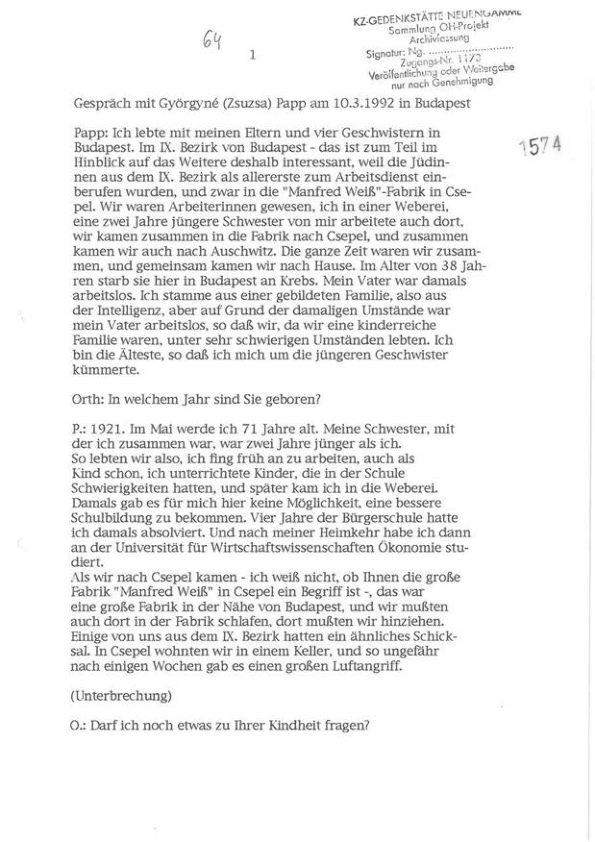 64
1
KZ-GEDENKSTÄTTE NEUENGAMME
Sammlung OH-Projekt
Archivfassung
Signatur: Ng. ....................
Zugangs-Nr. 1173
Veröffentlichung oder Weitergabe
nur nach Genehmigung
Gespräch mit Györgyné (Zsuzsa) Papp am 10.3.1992 in Budapest
1574
Papp: Ich lebte mit meinen Eltern und vier Geschwistern in
Budapest. Im IX. Bezirk von Budapest - das ist zum Teil im
Hinblick auf das Weitere deshalb interessant, weil die Jüdin-
nen aus dem IX. Bezirk als allererste zum Arbeitsdienst ein-
berufen wurden, und zwar in die "Manfred Weiß"-Fabrik in Cse-
pel. Wir waren Arbeiterinnen gewesen, ich in einer Weberei,
eine zwei Jahre jüngere Schwester von mir arbeitete auch dort,
wir kamen zusammen in die Fabrik nach Csepel, und zusammen
kamen wir auch nach Auschwitz. Die ganze Zeit waren wir zusam-
men, und gemeinsam kamen wir nach Hause. Im Alter von 38 Jah-
ren starb sie hier in Budapest an Krebs. Mein Vater war damals
arbeitslos. Ich stamme aus einer gebildeten Familie, also aus
der Intelligenz, aber auf Grund der damaligen Umstände war
mein Vater arbeitslos, so daß wir, da wir eine kinderreiche
Familie waren, unter sehr schwierigen Umständen lebten. Ich
bin die Älteste, so daß ich mich um die jüngeren Geschwister
kümmerte.
Orth: In welchem Jahr sind Sie geboren?
P.: 1921. Im Mai werde ich 71 Jahre alt. Meine Schwester, mit
der ich zusammen war, war zwei Jahre jünger als ich.
So lebten wir also, ich fing früh an zu arbeiten, auch als
Kind schon, ich unterrichtete Kinder, die in der Schule
Schwierigkeiten hatten, und später kam ich in die Weberei.
Damals gab es für mich hier keine Möglichkeit, eine bessere
Schulbildung zu bekommen. Vier Jahre der Bürgerschule hatte
ich damals absolviert. Und nach meiner Heimkehr habe ich dann
an der Universität für Wirtschaftswissenschaften Ökonomie stu-
diert.
Als wir nach Csepel kamen - ich weiß nicht, ob Ihnen die große
Fabrik "Manfred Weiß" in Csepel ein Begriff ist -, das war
eine große Fabrik in der Nähe von Budapest, und wir mußten
auch dort in der Fabrik schlafen, dort mußten wir hinziehen.
Einige von uns aus dem IX. Bezirk hatten ein ähnliches Schick-
sal. In Csepel wohnten wir in einem Keller, und so ungefähr
nach einigen Wochen gab es einen großen Luftangriff.
(Unterbrechung)
O.: Darf ich noch etwas zu Ihrer Kindheit fragen?